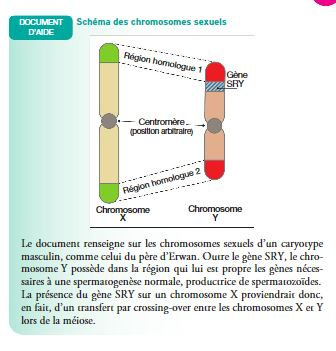 DOCUMENT
D'AIDE
Schéma des chromosomes sexuels
Région homologue 1
Gène
SRY
Centromère
(position arbitraire)
Région homologue 2
Chromosome
X
Chromosome
Y
Le document renseigne sur les chromosomes sexuels d'un caryotype
masculin, comme celui du père d'Erwan. Outre le gène SRY, le chro-
mosome Y possède dans la région qui lui est propre les gènes néces-
saires à une spermatogenèse normale, productrice de spermatozoïdes.
La présence du gène SRY sur un chromosome X proviendrait donc,
en fait, d'un transfert par crossing-over entre les chromosomes X et Y
lors de la méiose.